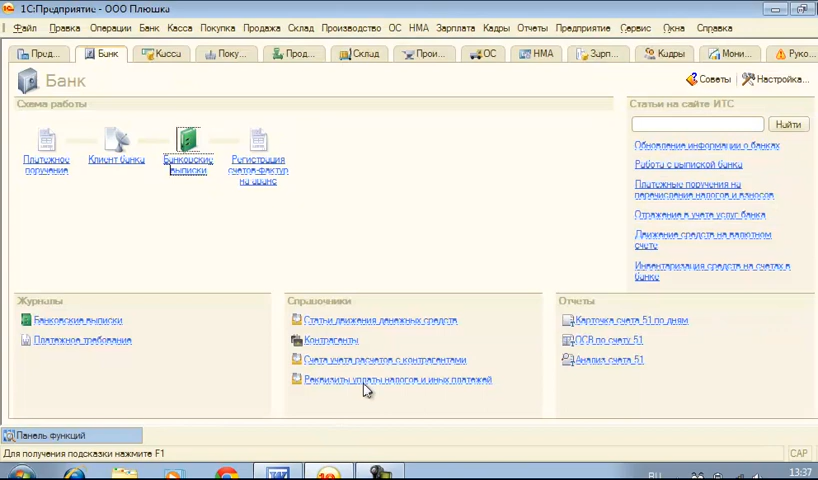 1С:Предприятие - ООО Плюшка
Файл Правка Операции Банк Касса Покупка Продажа Склад Производство ОС НМА Зарплата Кадры Отчеты Предприятие Сервис Окна Справка
Пред... Банк Касса Поку... Прод... Склад Прои... ОС НМА Зарп... Кадры Мони... Руко...
Банк
Советы Настройка...
Схема работы
Платежное поручение
Клиент банка
Банковские выписки
Регистрация счетов-фактур на аванс
Статьи на сайте ИТС
Найти
Обновление информации о банках
Работа с выпиской банка
Платежные поручения на
перечисление налогов и взносов
Отражение в учете услуг банка
Движение средств на валютном
счете
Инвентаризация средств на счетах в
банке
Журналы
Банковские выписки
Платежное требование
Справочники
Статьи движения денежных средств
Контрагенты
Счета учета расчетов с контрагентами
Реквизиты уплаты налогов и иных платежей
Отчеты
Карточка счета 51 по дням
ОСВ по счету 51
Анализ счета 51
Панель функций
Для получения подсказки нажмите F1
CAP
RU
13:37